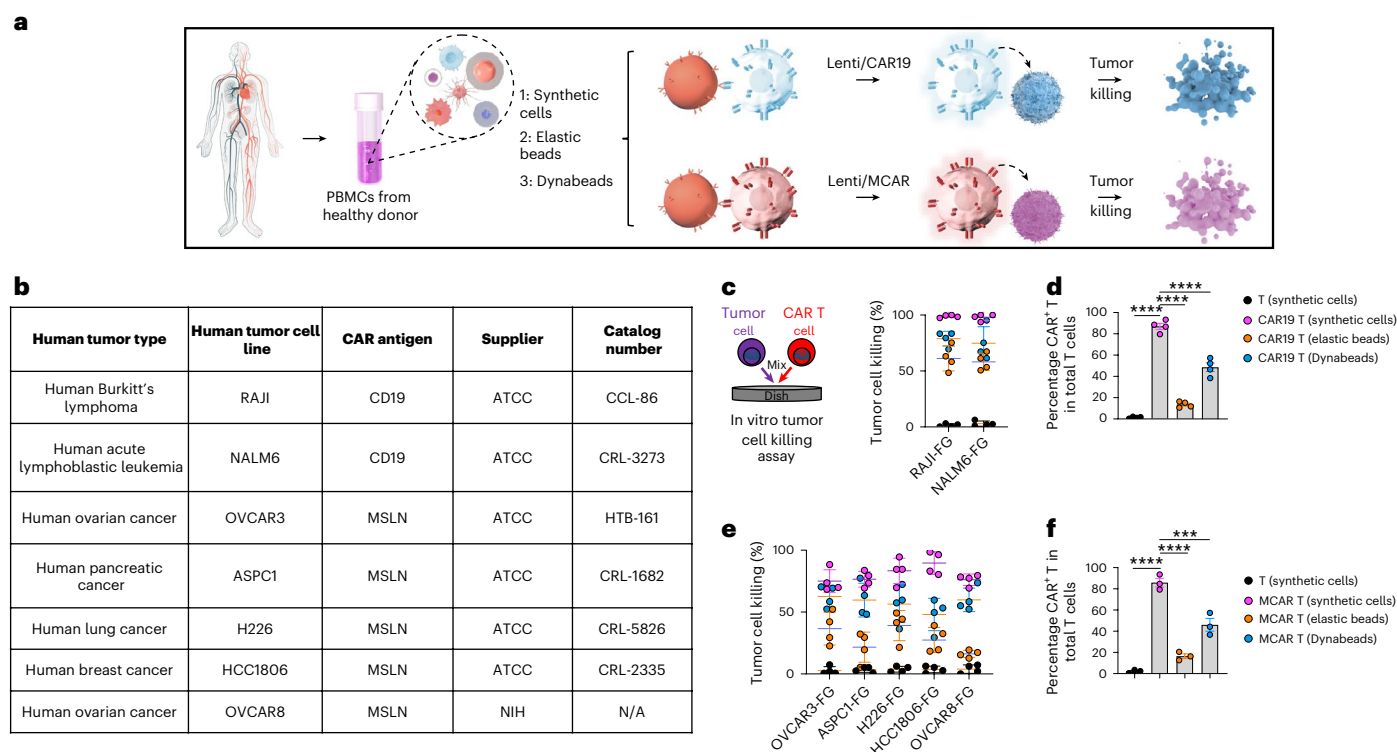 a
1: Synthetic
cells
2: Elastic
beads
3: Dynabeads
PBMCs from
healthy donor
Lenti/CAR19
Tumor
killing
Lenti/MCAR
Tumor
killing
b
Human tumor type
Human tumor cell
line
CAR antigen
Supplier
Catalog
number
Human Burkitt's
lymphoma
RAJI
CD19
ATCC
CCL-86
Human acute
lymphoblastic leukemia
NALM6
CD19
ATCC
CRL-3273
Human ovarian cancer
OVCAR3
MSLN
ATCC
HTB-161
Human pancreatic
cancer
ASPC1
MSLN
ATCC
CRL-1682
Human lung cancer
H226
MSLN
ATCC
CRL-5826
Human breast cancer
HCC1806
MSLN
ATCC
CRL-2335
Human ovarian cancer
OVCAR8
MSLN
NIH
N/A
c
Tumor
cell
CAR T
cell
Mix
Dish
In vitro tumor
cell killing
assay
Tumor cell killing (%)
100
50
0
RAJI-FG
NALM6-FG
d
Percentage CAR⁺ T
in total T cells
100
80
60
40
20
0
****
****
****
T (synthetic cells)
CAR19 T (synthetic cells)
CAR19 T (elastic beads)
CAR19 T (Dynabeads)
e
Tumor cell killing (%)
100
50
0
OVCAR3-FG
ASPC1-FG
H226-FG
HCC1806-FG
OVCAR8-FG
f
Percentage CAR⁺ T in
total T cells
100
80
60
40
20
0
***
****
****
T (synthetic cells)
MCAR T (synthetic cells)
MCAR T (elastic beads)
MCAR T (Dynabeads)